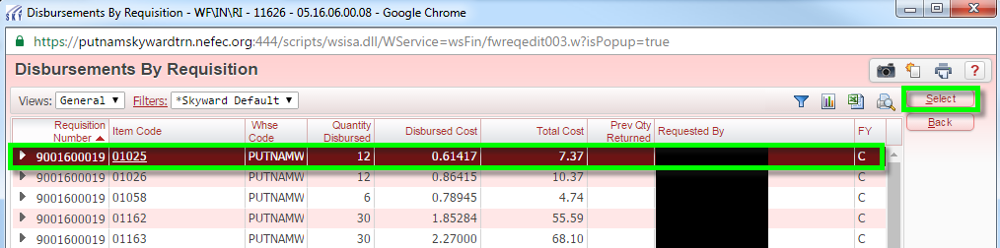 Disbursements By Requisition - WF\IN\RI - 11626 - 05.16.06.00.08 - Google Chrome
https://putnamskywardtrn.nefec.org:444/scripts/wsisa.dll/WService=wsFin/fwreqedit003.w?isPopup=true
Disbursements By Requisition
?
Views: General Filters: *Skyward Default Select
Back
Requisition Number Item Code Whse Code Quantity Disbursed Disbursed Cost Total Cost Prev Qty Returned Requested By FY
9001600019 01025 PUTNAMW 12 0.61417 7.37 C
9001600019 01026 PUTNAMW 12 0.86415 10.37 C
9001600019 01058 PUTNAMW 6 0.78945 4.74 C
9001600019 01162 PUTNAMW 30 1.85284 55.59 C
9001600019 01163 PUTNAMW 30 2.27000 68.10 C